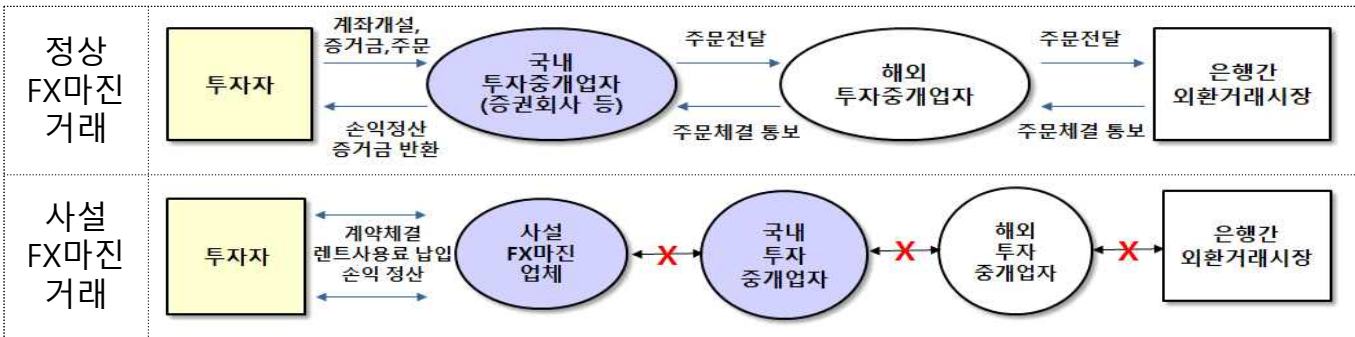 정상
FX마진
거래
투자자
계좌개설,
증거금,주문
손익정산
증거금 반환
국내
투자중개업자
(증권회사 등)
주문전달
주문체결 통보
해외
투자중개업자
주문전달
주문체결 통보
은행간
외환거래시장
사설
FX마진
거래
투자자
계약체결
렌트사용료 납입
손익 정산
사설
FX마진
업체
X
국내
투자
중개업자
X
해외
투자
중개업자
X
은행간
외환거래시장